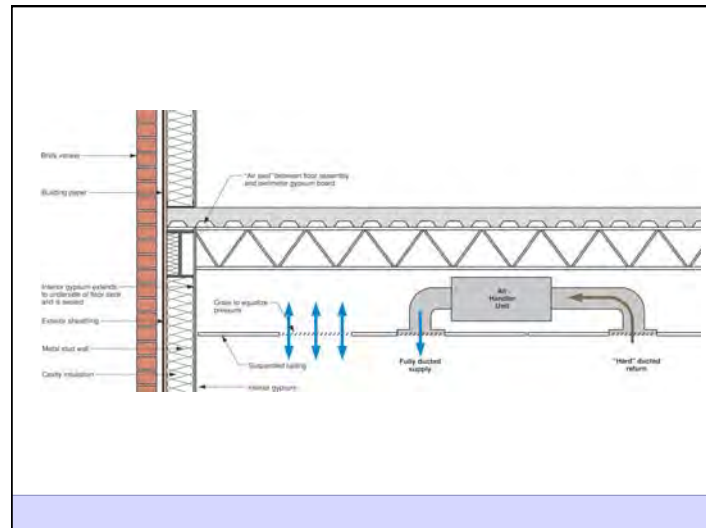 "Air seal" between floor assembly
and perimeter gypsum board
Brick veneer
Building paper
Interior gypsum extends
to underside of floor deck
and is sealed
Exterior sheathing
Metal stud wall
Cavity insulation
Grille to equalize
pressure
Suspended ceiling
Interior gypsum
Air
Handler
Unit
Fully ducted
supply
"Hard" ducted
return